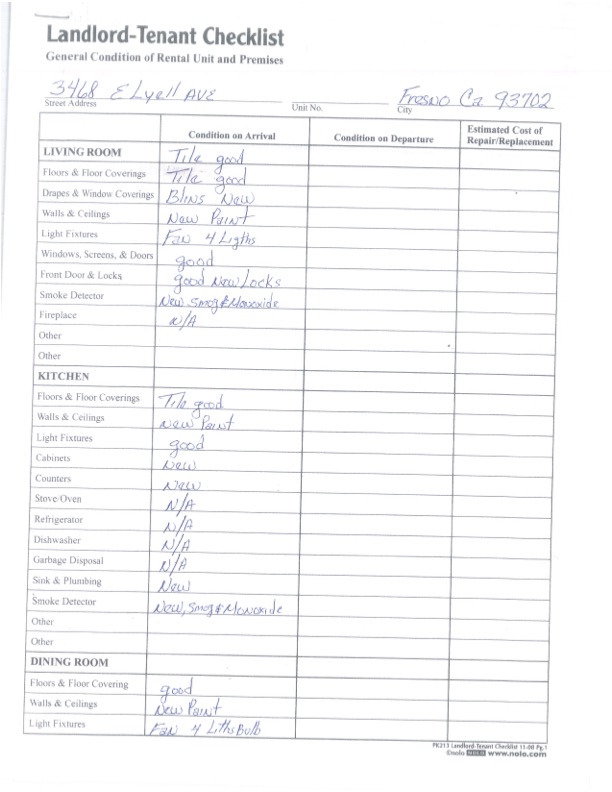 Landlord-Tenant Checklist
General Condition of Rental Unit and Premises
3468 E Lyell AVE Fresno Ca 93702
Street Address Unit No. City
Condition on Arrival Condition on Departure Estimated Cost of Repair/Replacement
LIVING ROOM Tile good
Floors & Floor Coverings Tile good
Drapes & Window Coverings Blins New
Walls & Ceilings New Paint
Light Fixtures Fan 4 Ligths
Windows, Screens, & Doors good
Front Door & Locks good New Locks
Smoke Detector New Smog & Monoxide
Fireplace N/A
Other
Other
KITCHEN
Floors & Floor Coverings Tile good
Walls & Ceilings New Paint
Light Fixtures good
Cabinets New
Counters New
Stove/Oven N/A
Refrigerator N/A
Dishwasher N/A
Garbage Disposal N/A
Sink & Plumbing New
Smoke Detector New, Smog & Monoxide
Other
Other
DINING ROOM
Floors & Floor Covering good
Walls & Ceilings New Paint
Light Fixtures Fan 4 Liths Bulb
PK213 Landlord-Tenant Checklist 11-08 Pg.1
©nolo NOLO www.nolo.com